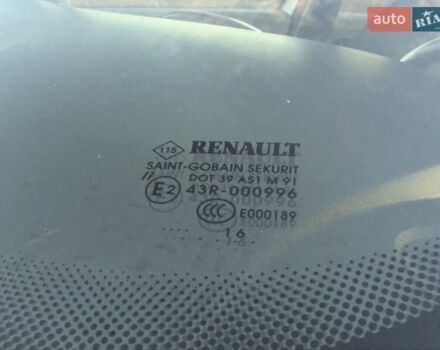 auto RIA
115 RENAULT
SAINT-GOBAIN SEKURIT
DOT 39 AS1 M 91
E2 43R-000996
CCC E000189
. 16 .